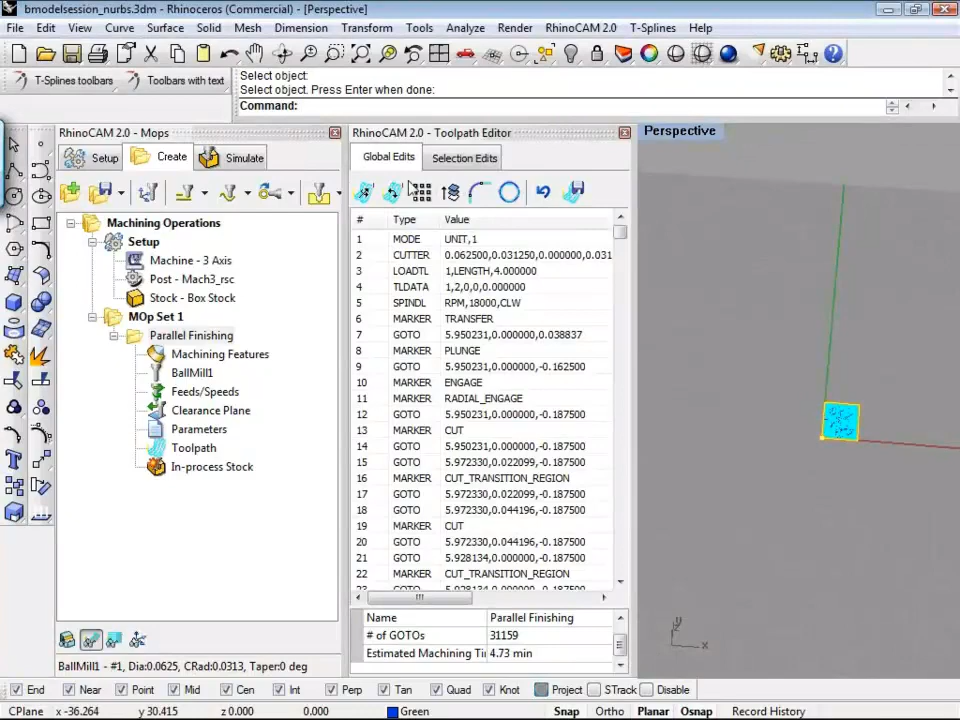 bmodelsession_nurbs.3dm - Rhinoceros (Commercial) - [Perspective]
File Edit View Curve Surface Solid Mesh Dimension Transform Tools Analyze Render RhinoCAM 2.0 T-Splines Help
T-Splines toolbars Toolbars with text
Select object:
Select object. Press Enter when done:
Command:
RhinoCAM 2.0 - Mops
Setup Create Simulate
Machining Operations
Setup
Machine - 3 Axis
Post - Mach3_rsc
Stock - Box Stock
MOp Set 1
Parallel Finishing
Machining Features
BallMill1
Feeds/Speeds
Clearance Plane
Parameters
Toolpath
In-process Stock
BallMill1 - #1, Dia:0.0625, CRad:0.0313, Taper:0 deg
RhinoCAM 2.0 - Toolpath Editor
Global Edits Selection Edits
# Type Value
1 MODE UNIT,1
2 CUTTER 0.062500,0.031250,0.000000,0.031
3 LOADTL 1,LENGTH,4.000000
4 TLDATA 1,2,0,0,0.000000
5 SPINDL RPM,18000,CLW
6 MARKER TRANSFER
7 GOTO 5.950231,0.000000,0.038837
8 MARKER PLUNGE
9 GOTO 5.950231,0.000000,-0.162500
10 MARKER ENGAGE
11 MARKER RADIAL_ENGAGE
12 GOTO 5.950231,0.000000,-0.187500
13 MARKER CUT
14 GOTO 5.950231,0.000000,-0.187500
15 GOTO 5.972330,0.022099,-0.187500
16 MARKER CUT_TRANSITION_REGION
17 GOTO 5.972330,0.022099,-0.187500
18 GOTO 5.972330,0.044196,-0.187500
19 MARKER CUT
20 GOTO 5.972330,0.044196,-0.187500
21 GOTO 5.928134,0.000000,-0.187500
22 MARKER CUT_TRANSITION_REGION
23 GOTO 5.928134,0.000000,-0.187500
Name Parallel Finishing
# of GOTOs 31159
Estimated Machining Ti 4.73 min
Perspective
y
x
End Near Point Mid Cen Int Perp Tan Quad Knot Project STrack Disable
CPlane x -36.264 y 30.415 z 0.000 0.000 Green Snap Ortho Planar Osnap Record History